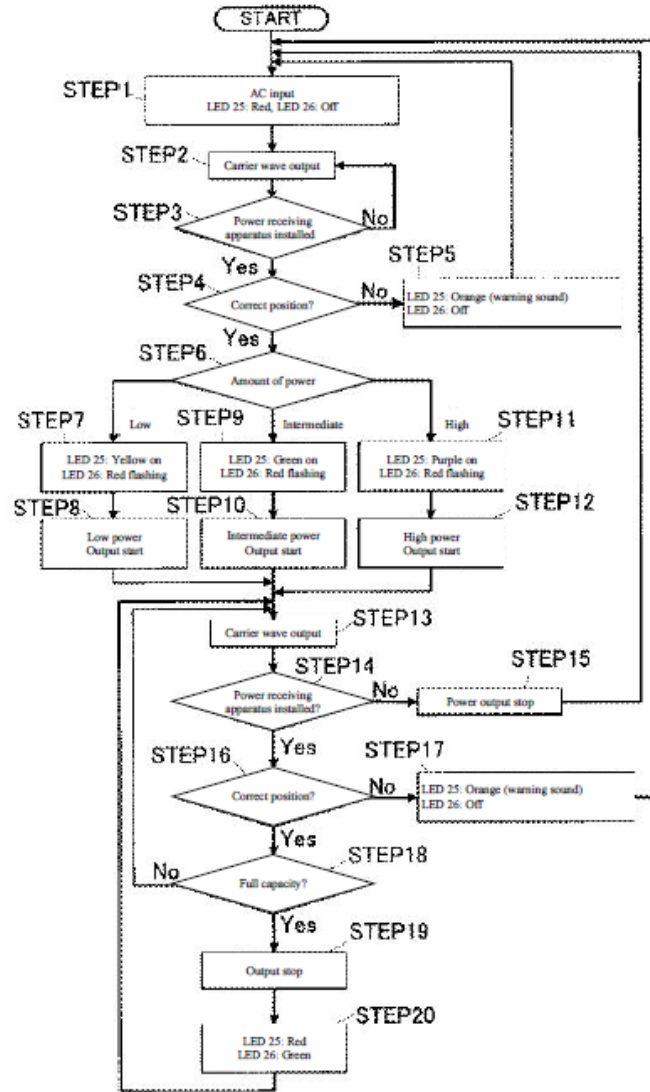 START
STEP1
AC input
LED 25: Red, LED 26: Off
STEP2
Carrier wave output
STEP3
Power receiving
apparatus installed
No
Yes
STEP4
Correct position?
No
STEP5
LED 25: Orange (warning sound)
LED 26: Off
Yes
STEP6
Amount of power
Low
Intermediate
High
STEP7
LED 25: Yellow on
LED 26: Red flashing
STEP9
LED 25: Green on
LED 26: Red flashing
STEP11
LED 25: Purple on
LED 26: Red flashing
STEP8
Low power
Output start
STEP10
Intermediate power
Output start
STEP12
High power
Output start
STEP13
Carrier wave output
STEP14
Power receiving
apparatus installed?
No
STEP15
Power output stop
Yes
STEP16
Correct position?
No
STEP17
LED 25: Orange (warning sound)
LED 26: Off
Yes
STEP18
Full capacity?
No
Yes
STEP19
Output stop
STEP20
LED 25: Red
LED 26: Green